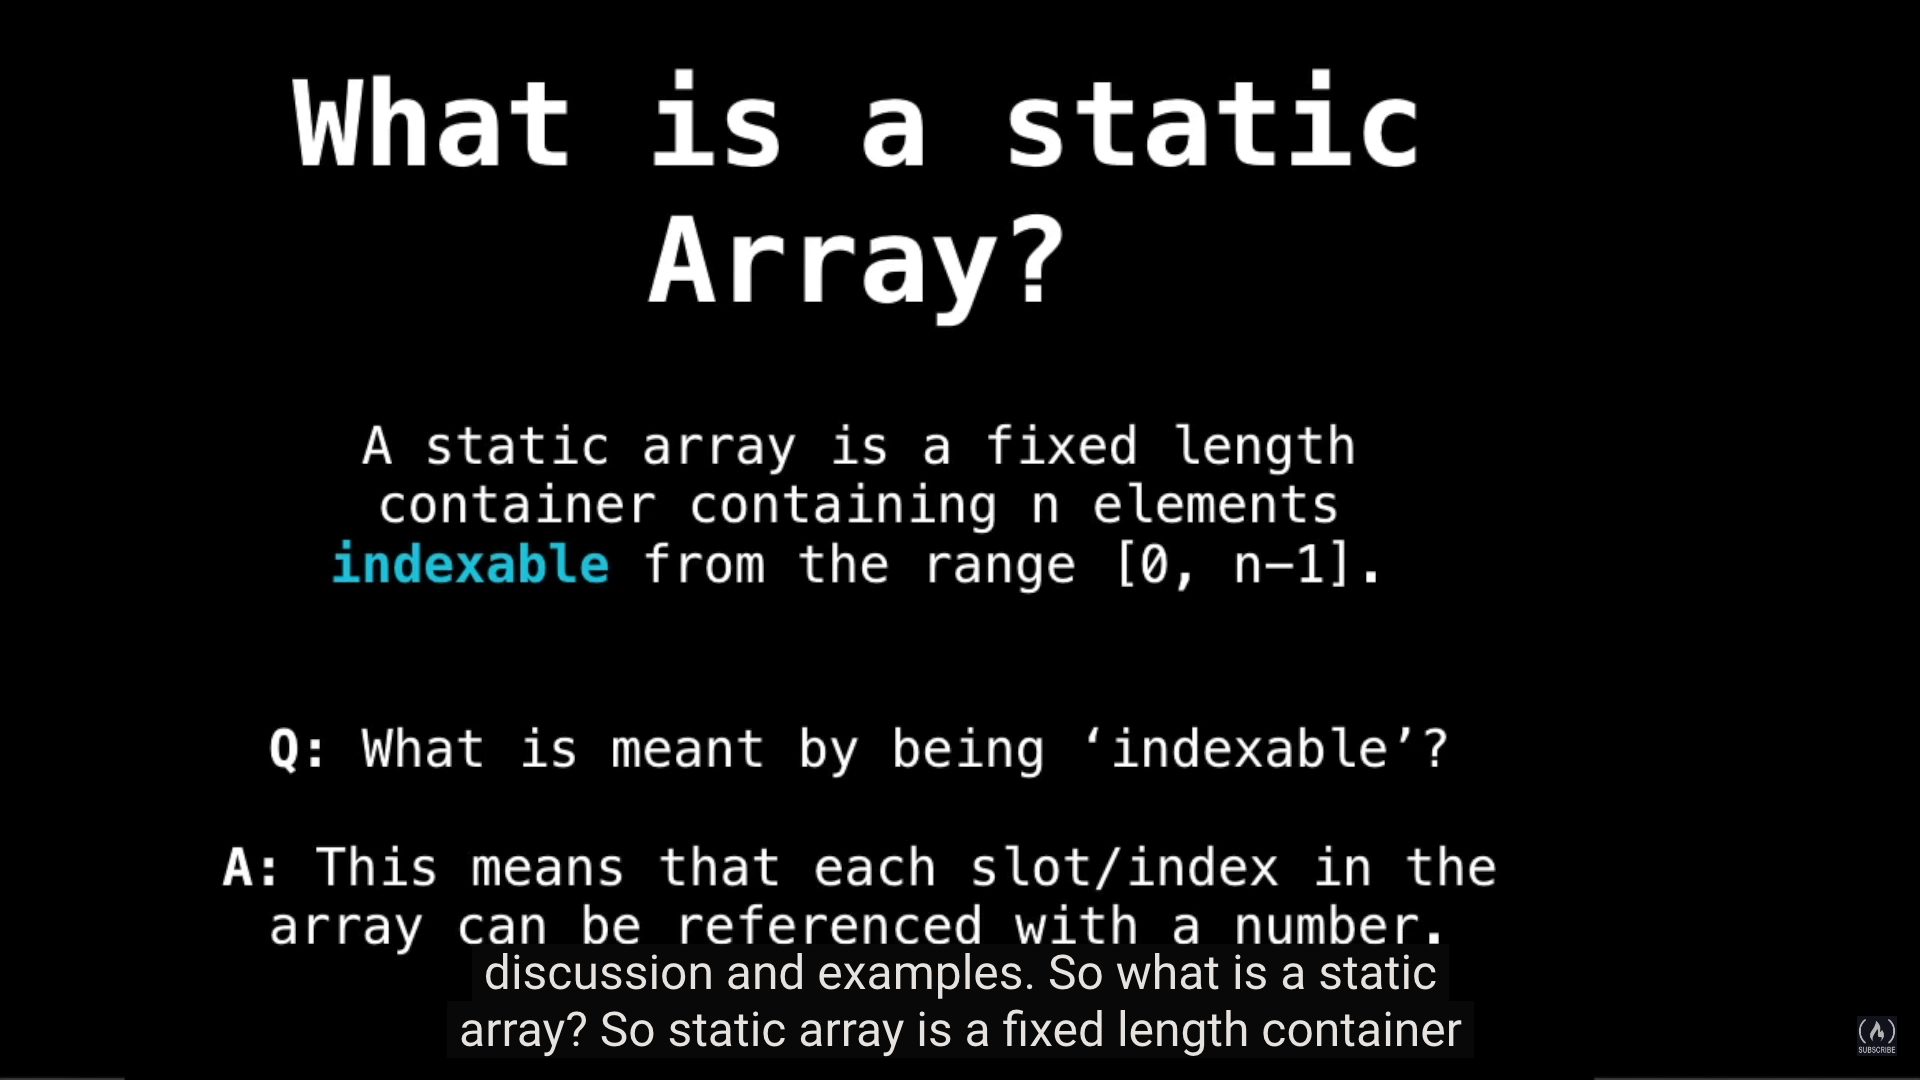 What is a static
Array?
A static array is a fixed length
container containing n elements
indexable from the range [0, n-1].
Q: What is meant by being ‘indexable’?
A: This means that each slot/index in the
array can be referenced with a number.
discussion and examples. So what is a static
array? So static array is a fixed length container
SUBSCRIBE